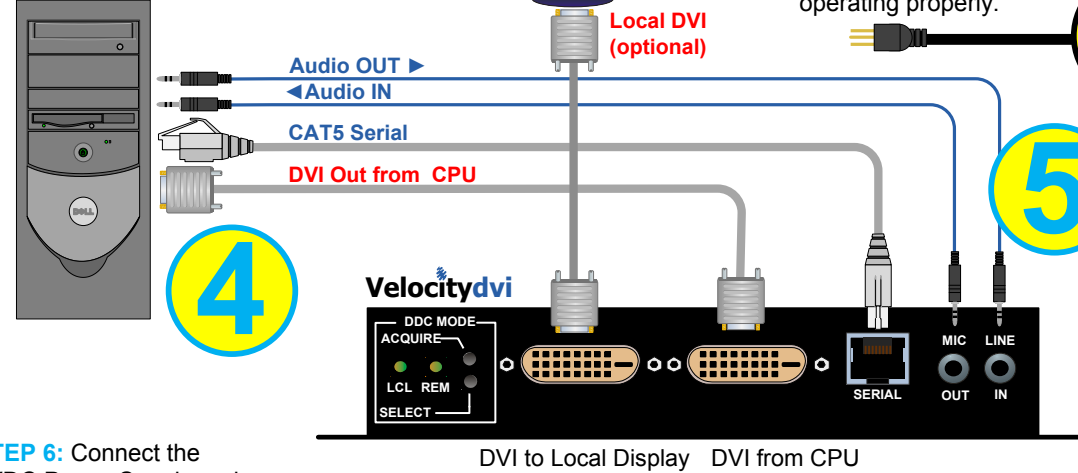 operating properly.
Local DVI
(optional)
Audio OUT ►
◄Audio IN
CAT5 Serial
DVI Out from CPU
DELL
4
5
Velocitydvi
DDC MODE
ACQUIRE
LCL REM
SELECT
SERIAL
MIC LINE
OUT IN
DVI to Local Display DVI from CPU
TEP 6: Connect the